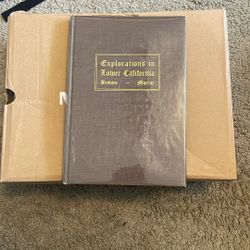 Explorations in
Lower California
Browne — Murray